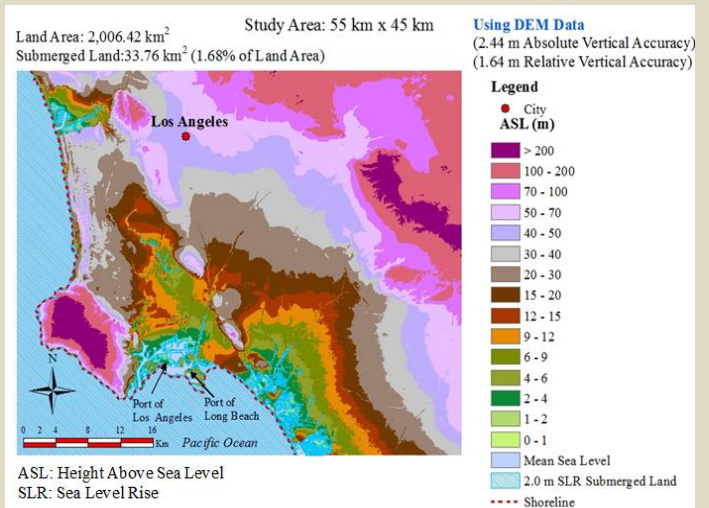 Land Area: 2,006.42 km²
Submerged Land:33.76 km² (1.68% of Land Area)
Study Area: 55 km x 45 km
Using DEM Data
(2.44 m Absolute Vertical Accuracy)
(1.64 m Relative Vertical Accuracy)
Legend
City
ASL (m)
> 200
100 - 200
70 - 100
50 - 70
40 - 50
30 - 40
20 - 30
15 - 20
12 - 15
9 - 12
6 - 9
4 - 6
2 - 4
1 - 2
0 - 1
Mean Sea Level
2.0 m SLR Submerged Land
Shoreline
Los Angeles
N
Port of
Los Angeles
Port of
Long Beach
0 2 4 8 12 16
Km
Pacific Ocean
ASL: Height Above Sea Level
SLR: Sea Level Rise